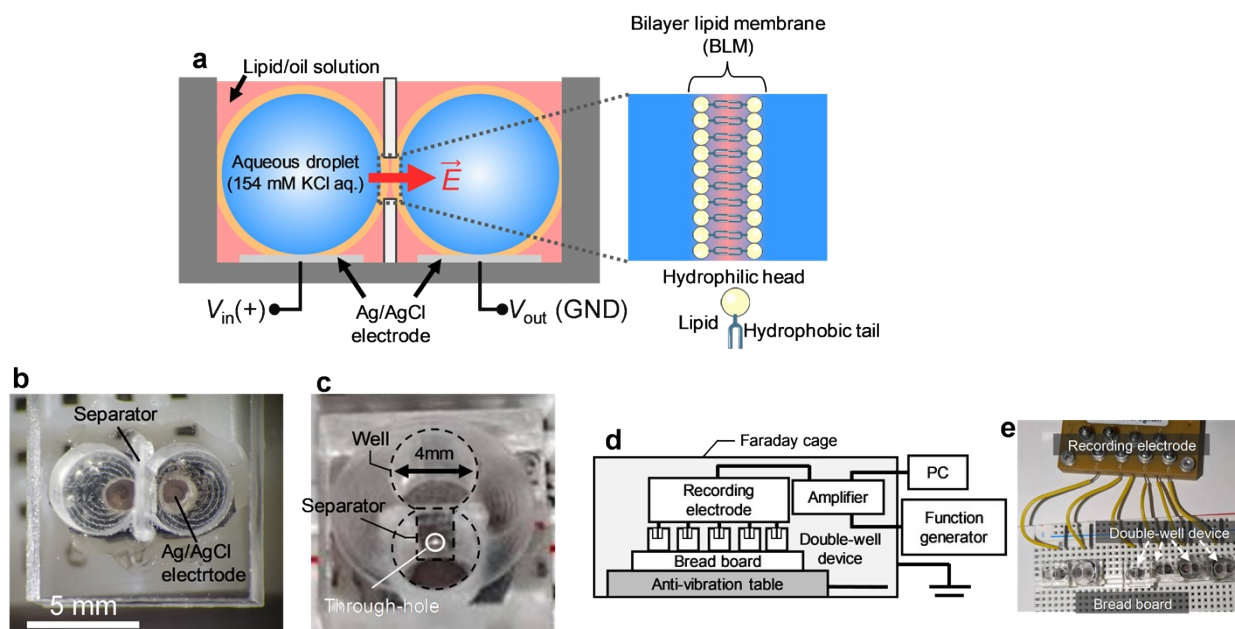 a
Lipid/oil solution
Aqueous droplet
(154 mM KCl aq.)
E
Vin(+)
Ag/AgCl
electrode
Vout (GND)
Bilayer lipid membrane
(BLM)
Hydrophilic head
Lipid
Hydrophobic tail
b
Separator
Ag/AgCl
electrtode
5 mm
c
Well
4mm
Separator
Through-hole
d
Faraday cage
Recording
electrode
Amplifier
PC
Function
generator
Double-well
device
Bread board
Anti-vibration table
e
Recording electrode
Double-well device
Bread board